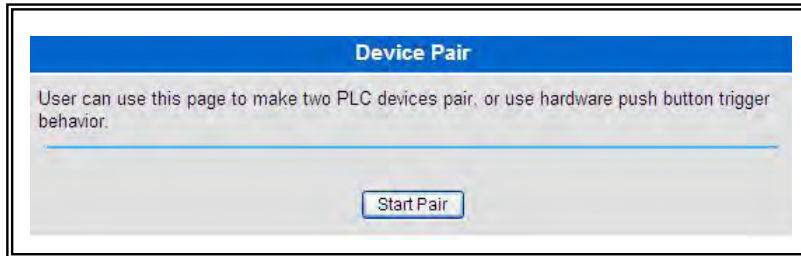 Device Pair
User can use this page to make two PLC devices pair, or use hardware push button trigger
behavior.
Start Pair